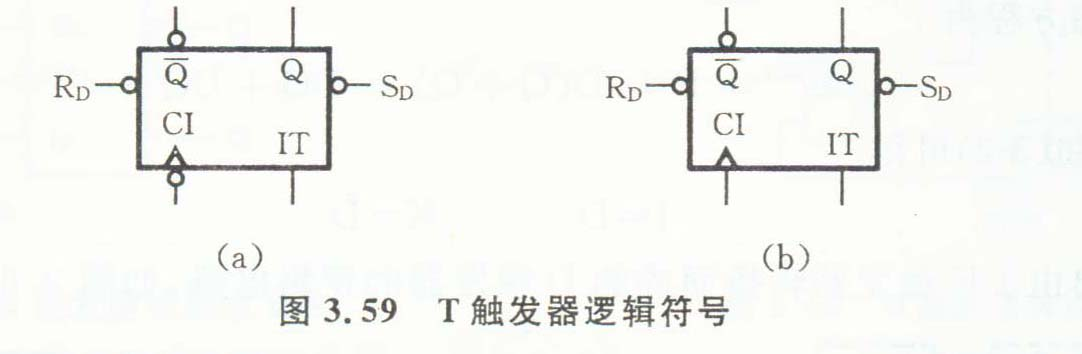 Q̅ Q Q̅ Q
R_D S_D R_D S_D
CI IT CI IT
(a) (b)
图 3.59 T 触发器逻辑符号